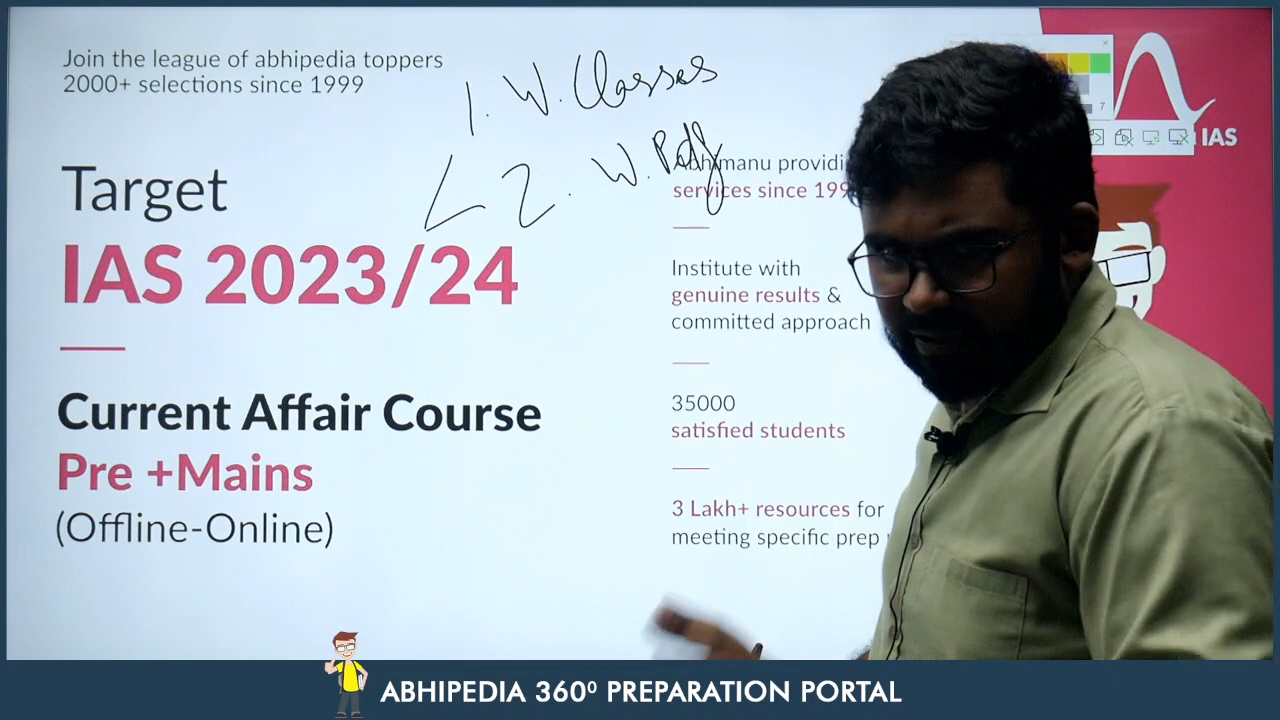 Join the league of abhipedia toppers
2000+ selections since 1999
1. W. Classes
2. W. Pdf
Target
IAS 2023/24
Current Affair Course
Pre +Mains
(Offline-Online)
Abhimanu
services since 199
Institute with
genuine results &
committed approach
35000
satisfied students
3 Lakh+ resources for
meeting specific prep
IAS
7
ABHIPEDIA 360⁰ PREPARATION PORTAL